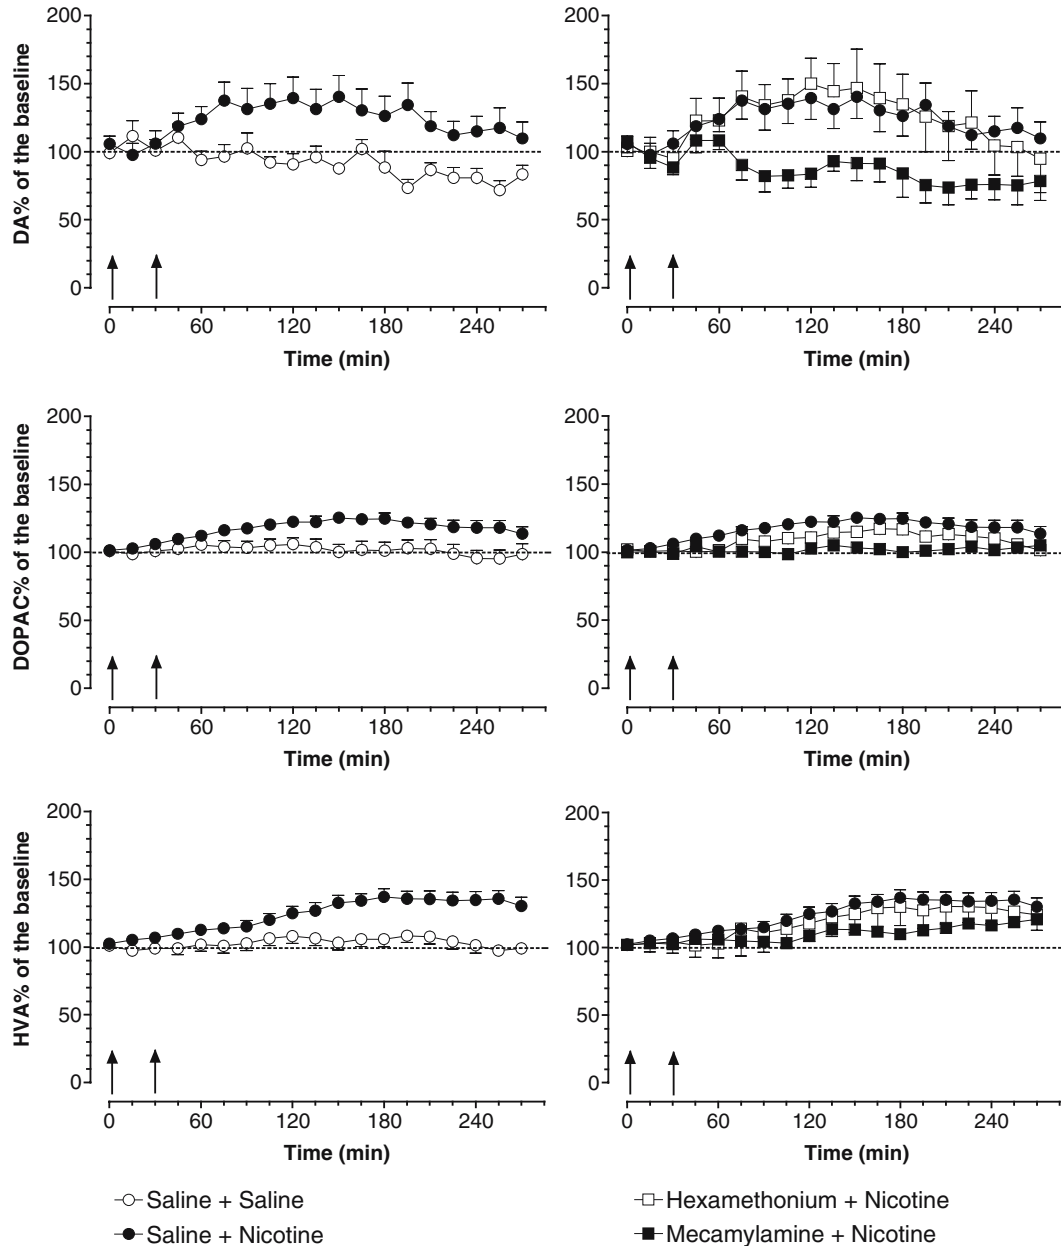 200
150
100
50
0
DA% of the baseline
0 60 120 180 240
Time (min)
200
150
100
50
0
0 60 120 180 240
Time (min)
200
150
100
50
0
DOPAC% of the baseline
0 60 120 180 240
Time (min)
200
150
100
50
0
0 60 120 180 240
Time (min)
200
150
100
50
0
HVA% of the baseline
0 60 120 180 240
Time (min)
200
150
100
50
0
0 60 120 180 240
Time (min)
Saline + Saline
Saline + Nicotine
Hexamethonium + Nicotine
Mecamylamine + Nicotine